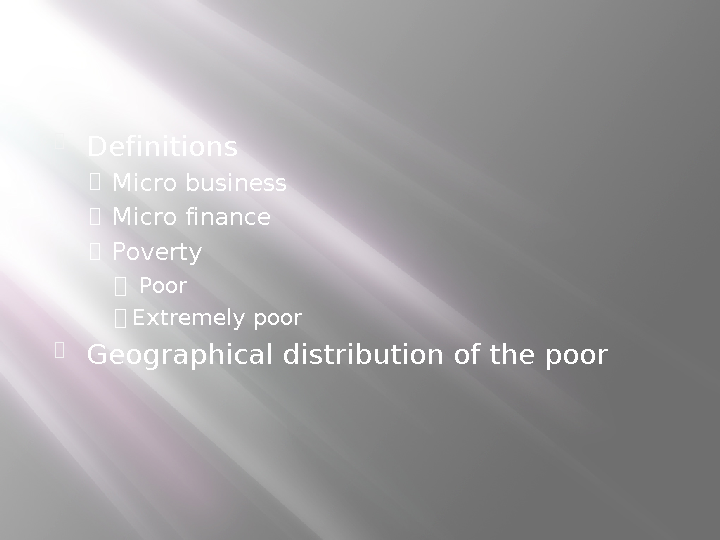 Definitions
Micro business
Micro finance
Poverty
Poor
Extremely poor
Geographical distribution of the poor